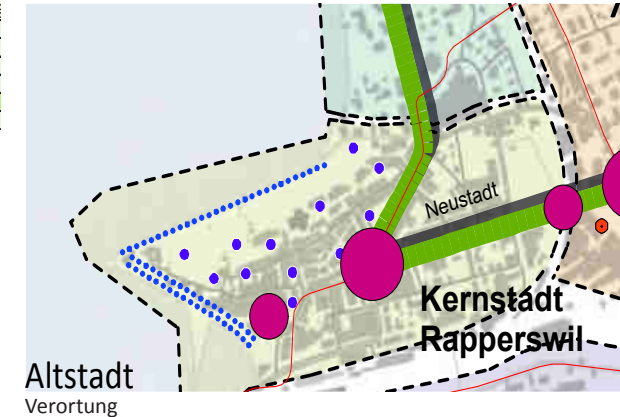 Neustadt
Kernstadt
Rapperswil
Altstadt
Verortung